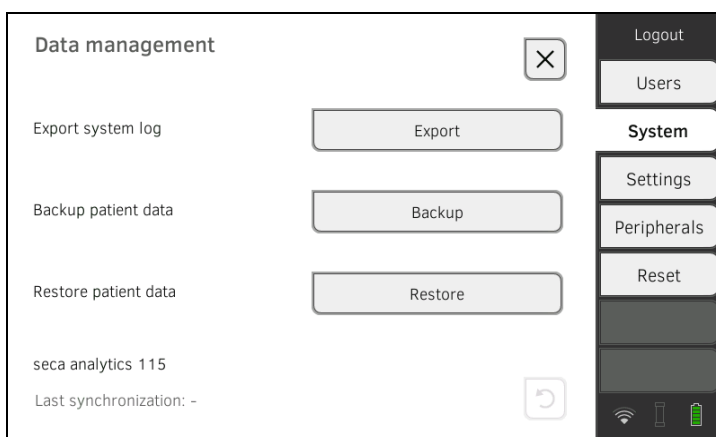 Data management
Export system log
Export
Backup patient data
Backup
Restore patient data
Restore
seca analytics 115
Last synchronization: -
Logout
Users
System
Settings
Peripherals
Reset